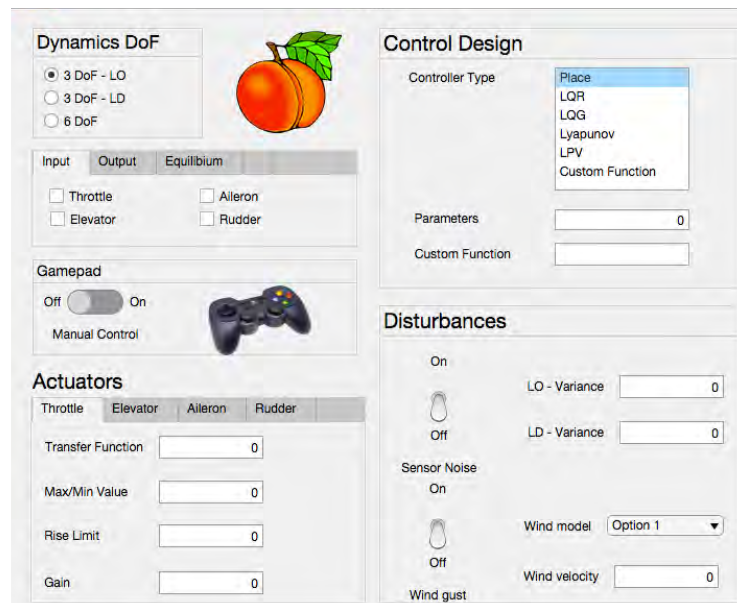 Dynamics DoF
3 DoF - LO
3 DoF - LD
6 DoF
Input Output Equilibium
Throttle Aileron
Elevator Rudder
Gamepad
Off On
Manual Control
Actuators
Throttle Elevator Aileron Rudder
Transfer Function 0
Max/Min Value 0
Rise Limit 0
Gain 0
Control Design
Controller Type
Place
LQR
LQG
Lyapunov
LPV
Custom Function
Parameters 0
Custom Function
Disturbances
On
Off
Sensor Noise
LO - Variance 0
LD - Variance 0
On
Off
Wind gust
Wind model Option 1
Wind velocity 0